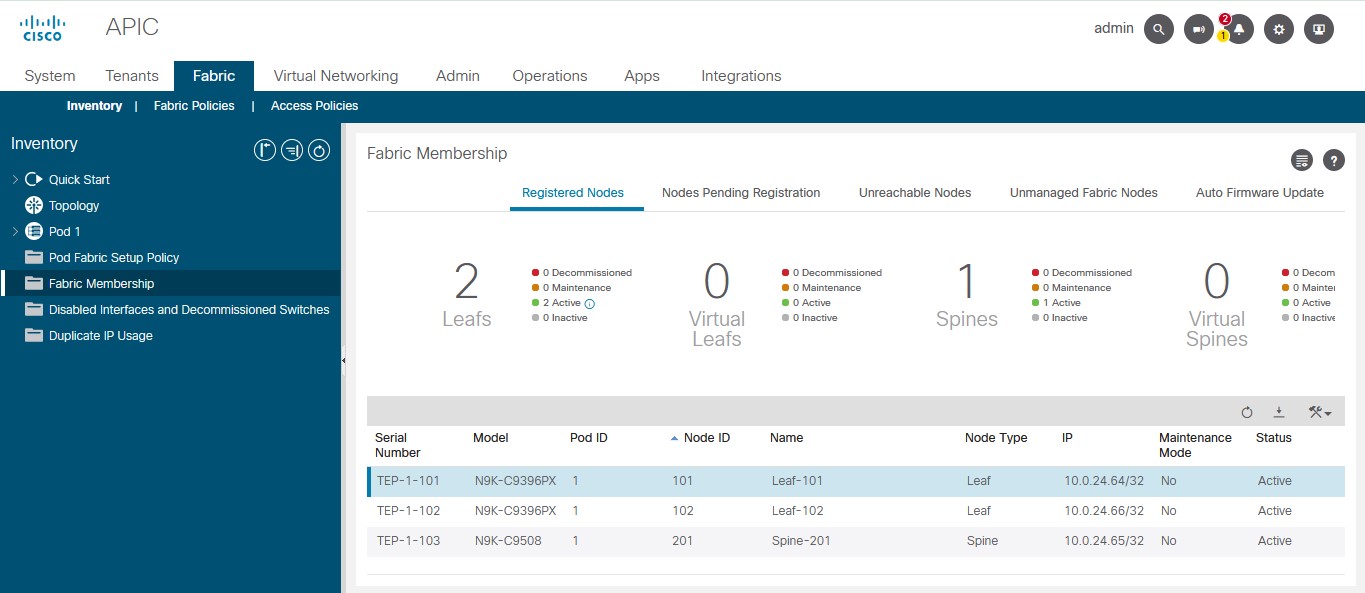 CISCO
APIC
admin
2
1
System Tenants Fabric Virtual Networking Admin Operations Apps Integrations
Inventory | Fabric Policies | Access Policies
Inventory
Quick Start
Topology
Pod 1
Pod Fabric Setup Policy
Fabric Membership
Disabled Interfaces and Decommissioned Switches
Duplicate IP Usage
Fabric Membership
?
Registered Nodes Nodes Pending Registration Unreachable Nodes Unmanaged Fabric Nodes Auto Firmware Update
2
Leafs
0 Decommissioned
0 Maintenance
2 Active
0 Inactive
0
Virtual
Leafs
0 Decommissioned
0 Maintenance
0 Active
0 Inactive
1
Spines
0 Decommissioned
0 Maintenance
1 Active
0 Inactive
0
Virtual
Spines
0 Decom
0 Mainter
0 Active
0 Inactive
Serial
Number
Model Pod ID Node ID Name Node Type IP
Maintenance
Mode
Status
TEP-1-101 N9K-C9396PX 1 101 Leaf-101 Leaf 10.0.24.64/32 No Active
TEP-1-102 N9K-C9396PX 1 102 Leaf-102 Leaf 10.0.24.66/32 No Active
TEP-1-103 N9K-C9508 1 201 Spine-201 Spine 10.0.24.65/32 No Active